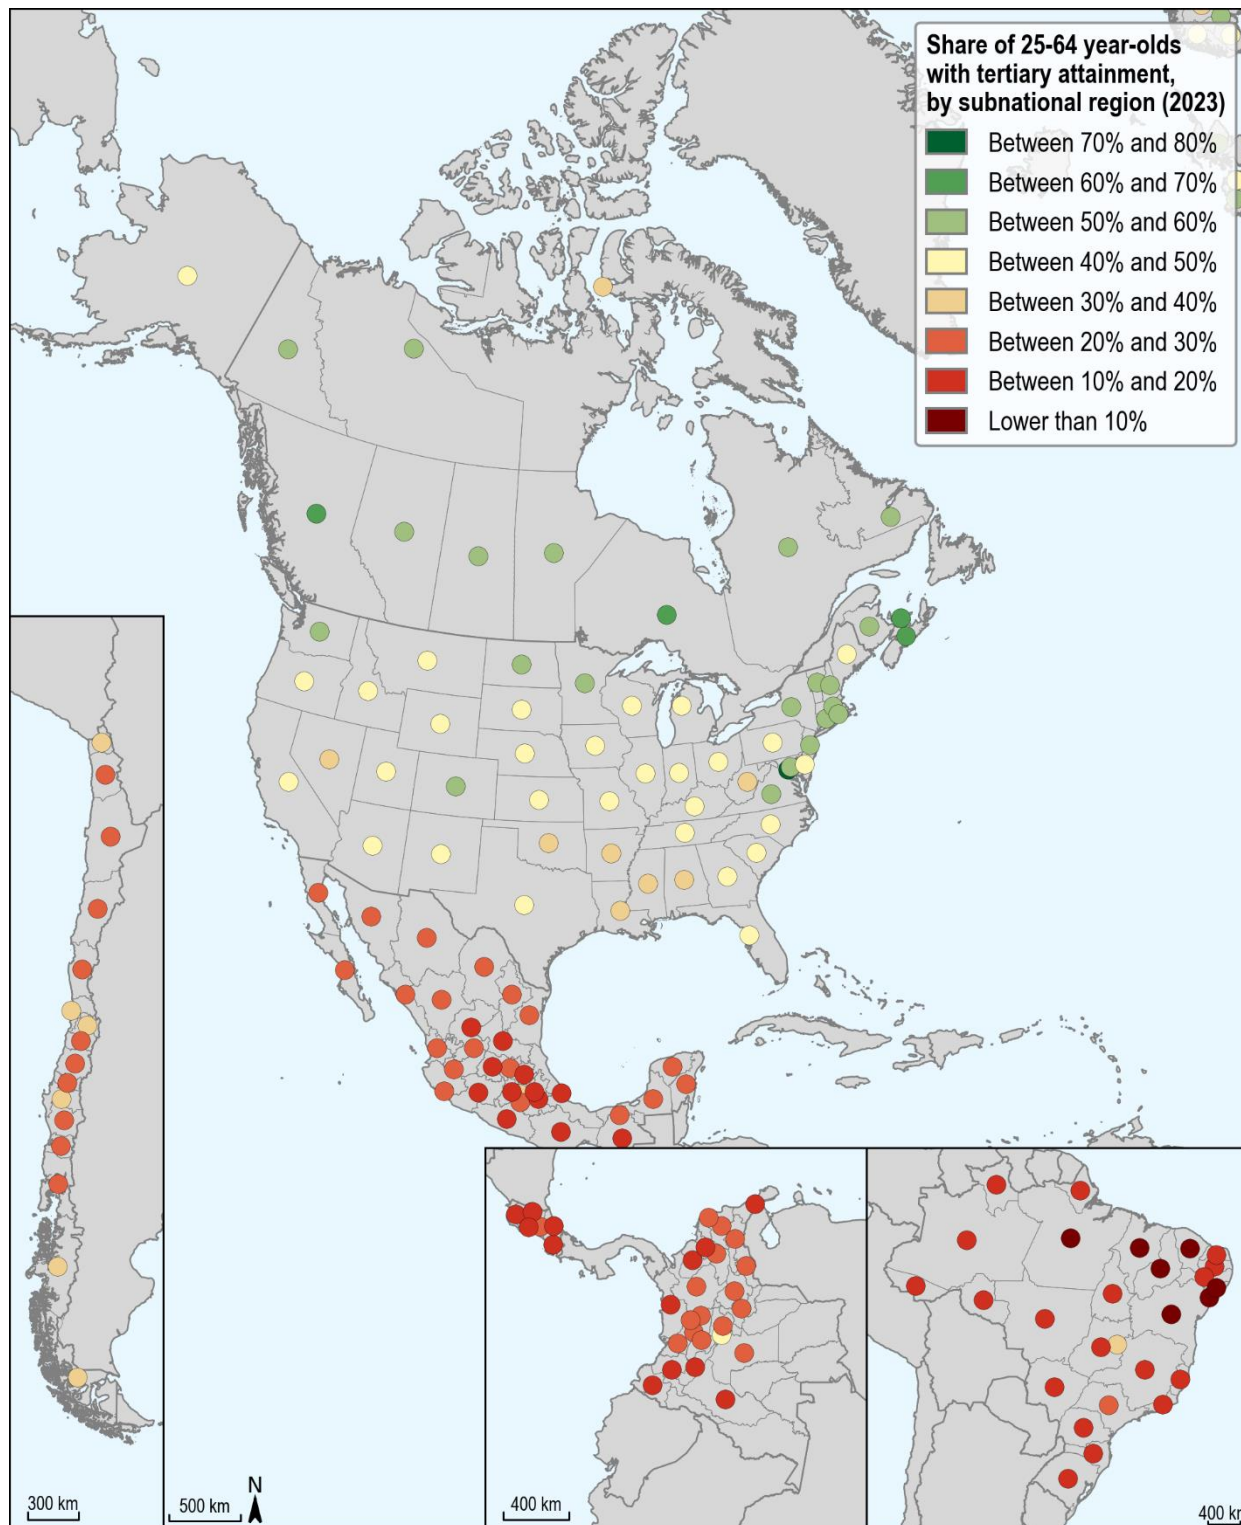 Share of 25-64 year-olds
with tertiary attainment,
by subnational region (2023)
Between 70% and 80%
Between 60% and 70%
Between 50% and 60%
Between 40% and 50%
Between 30% and 40%
Between 20% and 30%
Between 10% and 20%
Lower than 10%
300 km
500 km
N
400 km
400 km